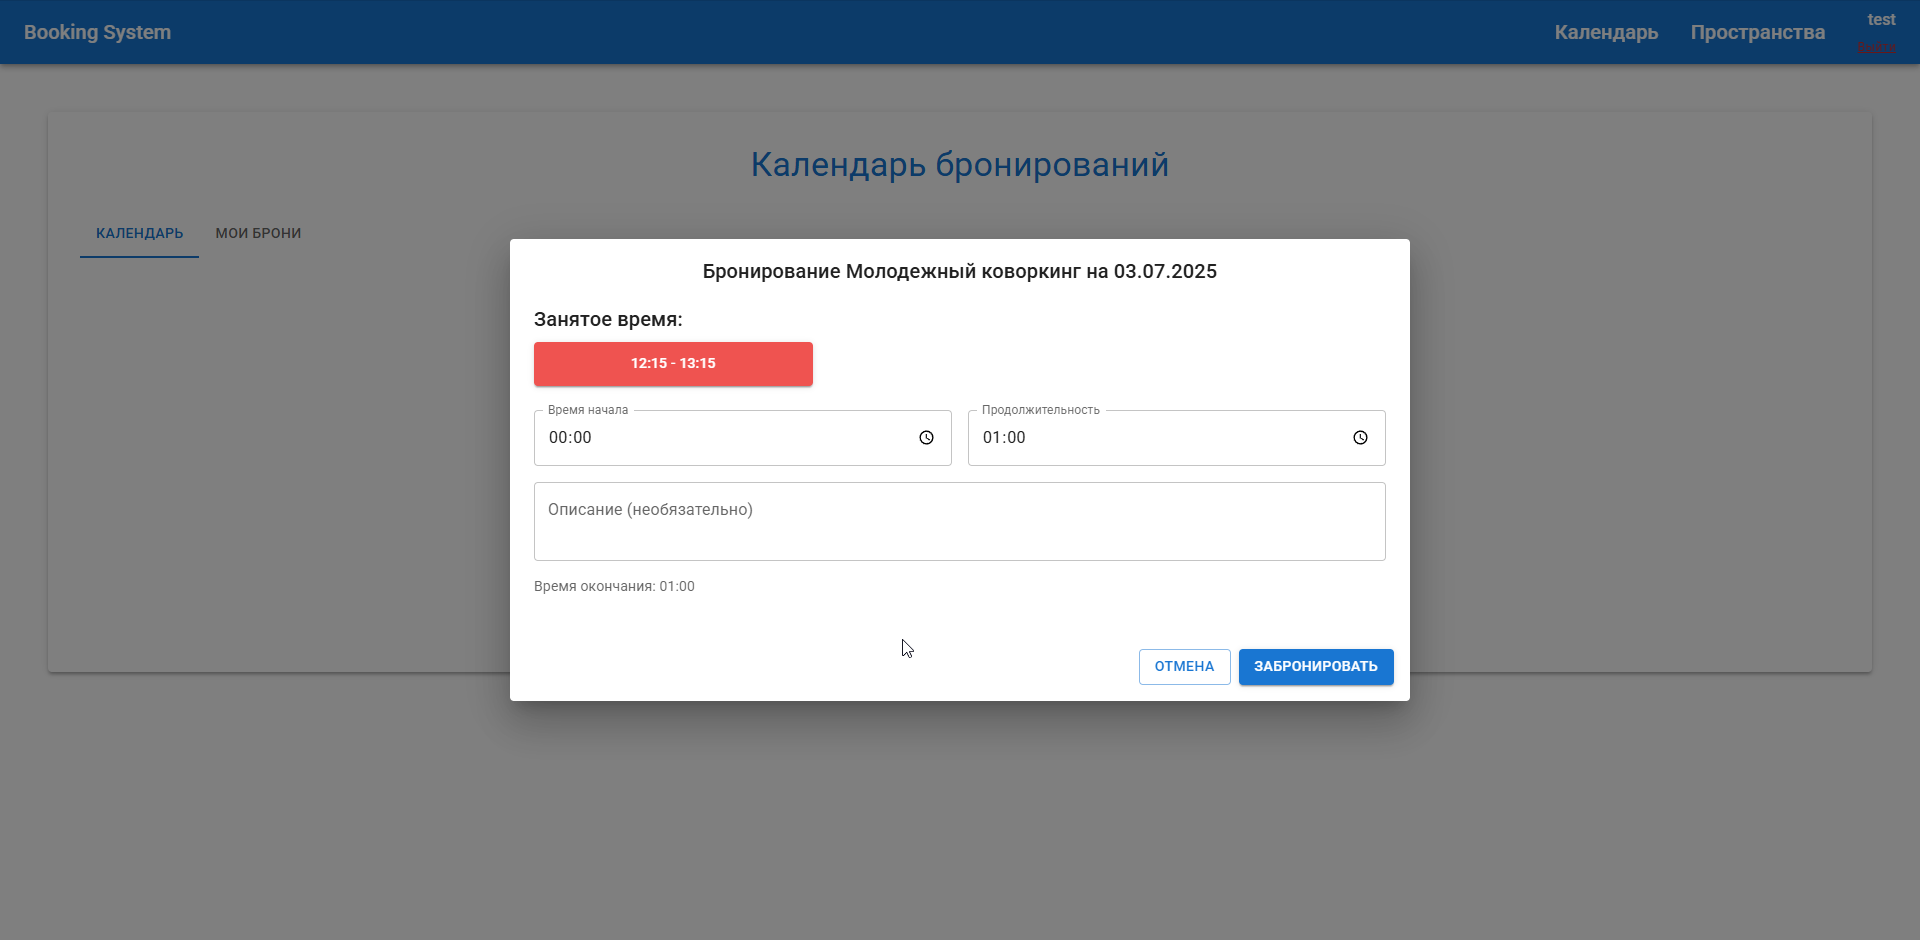 Booking System
Календарь Пространства test
Календарь бронирований
КАЛЕНДАРЬ МОИ БРОНИ
Бронирование Молодежный коворкинг на 03.07.2025
Занятое время:
12:15 - 13:15
Время начала Продолжительность
00:00 01:00
Описание (необязательно)
Время окончания: 01:00
ОТМЕНА ЗАБРОНИРОВАТЬ